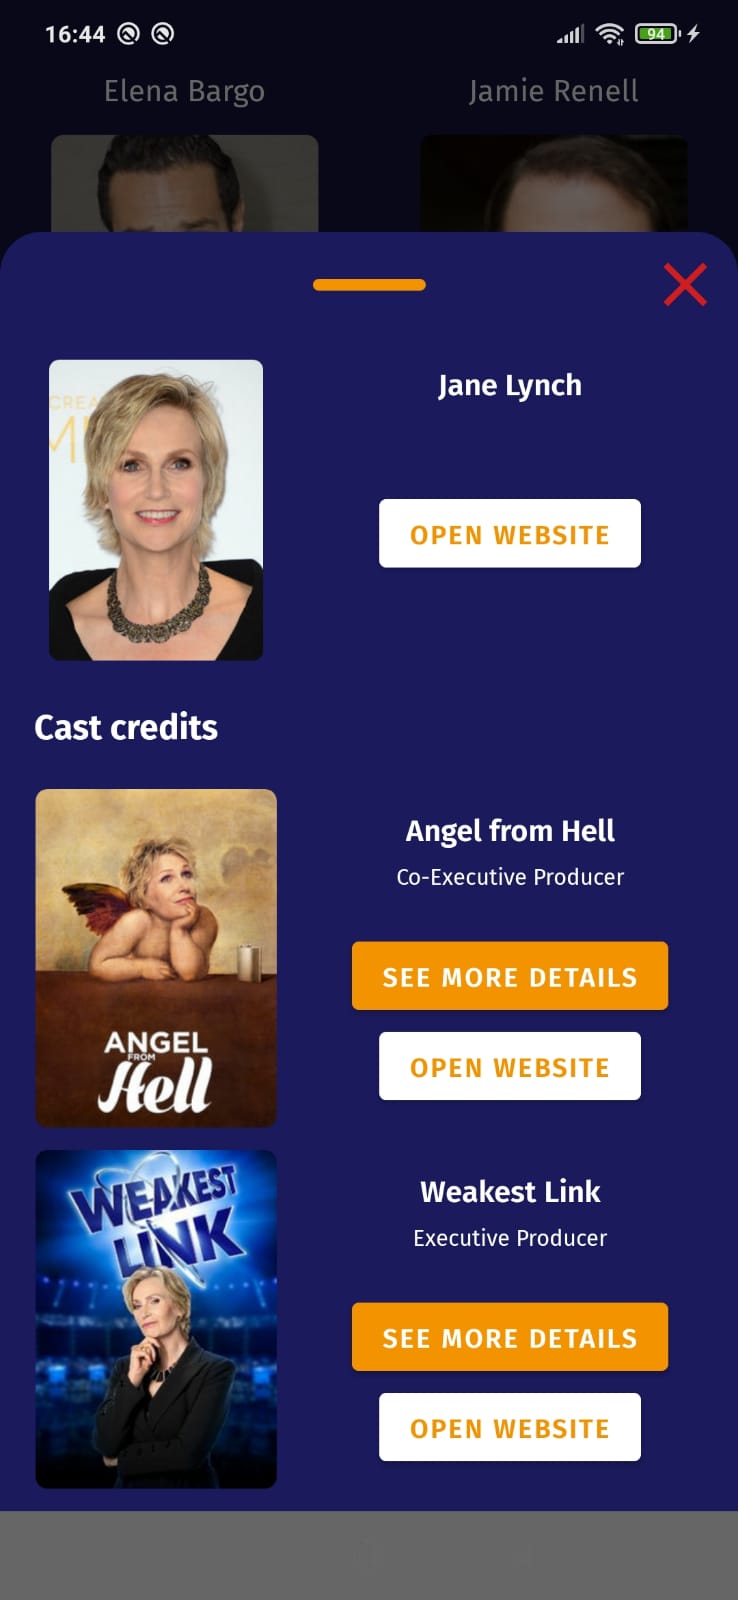 16:44
94
Elena Bargo
Jamie Renell
CREA
Jane Lynch
OPEN WEBSITE
Cast credits
ANGEL
FROM
Hell
Angel from Hell
Co-Executive Producer
SEE MORE DETAILS
OPEN WEBSITE
WEAKEST
LINK
Weakest Link
Executive Producer
SEE MORE DETAILS
OPEN WEBSITE